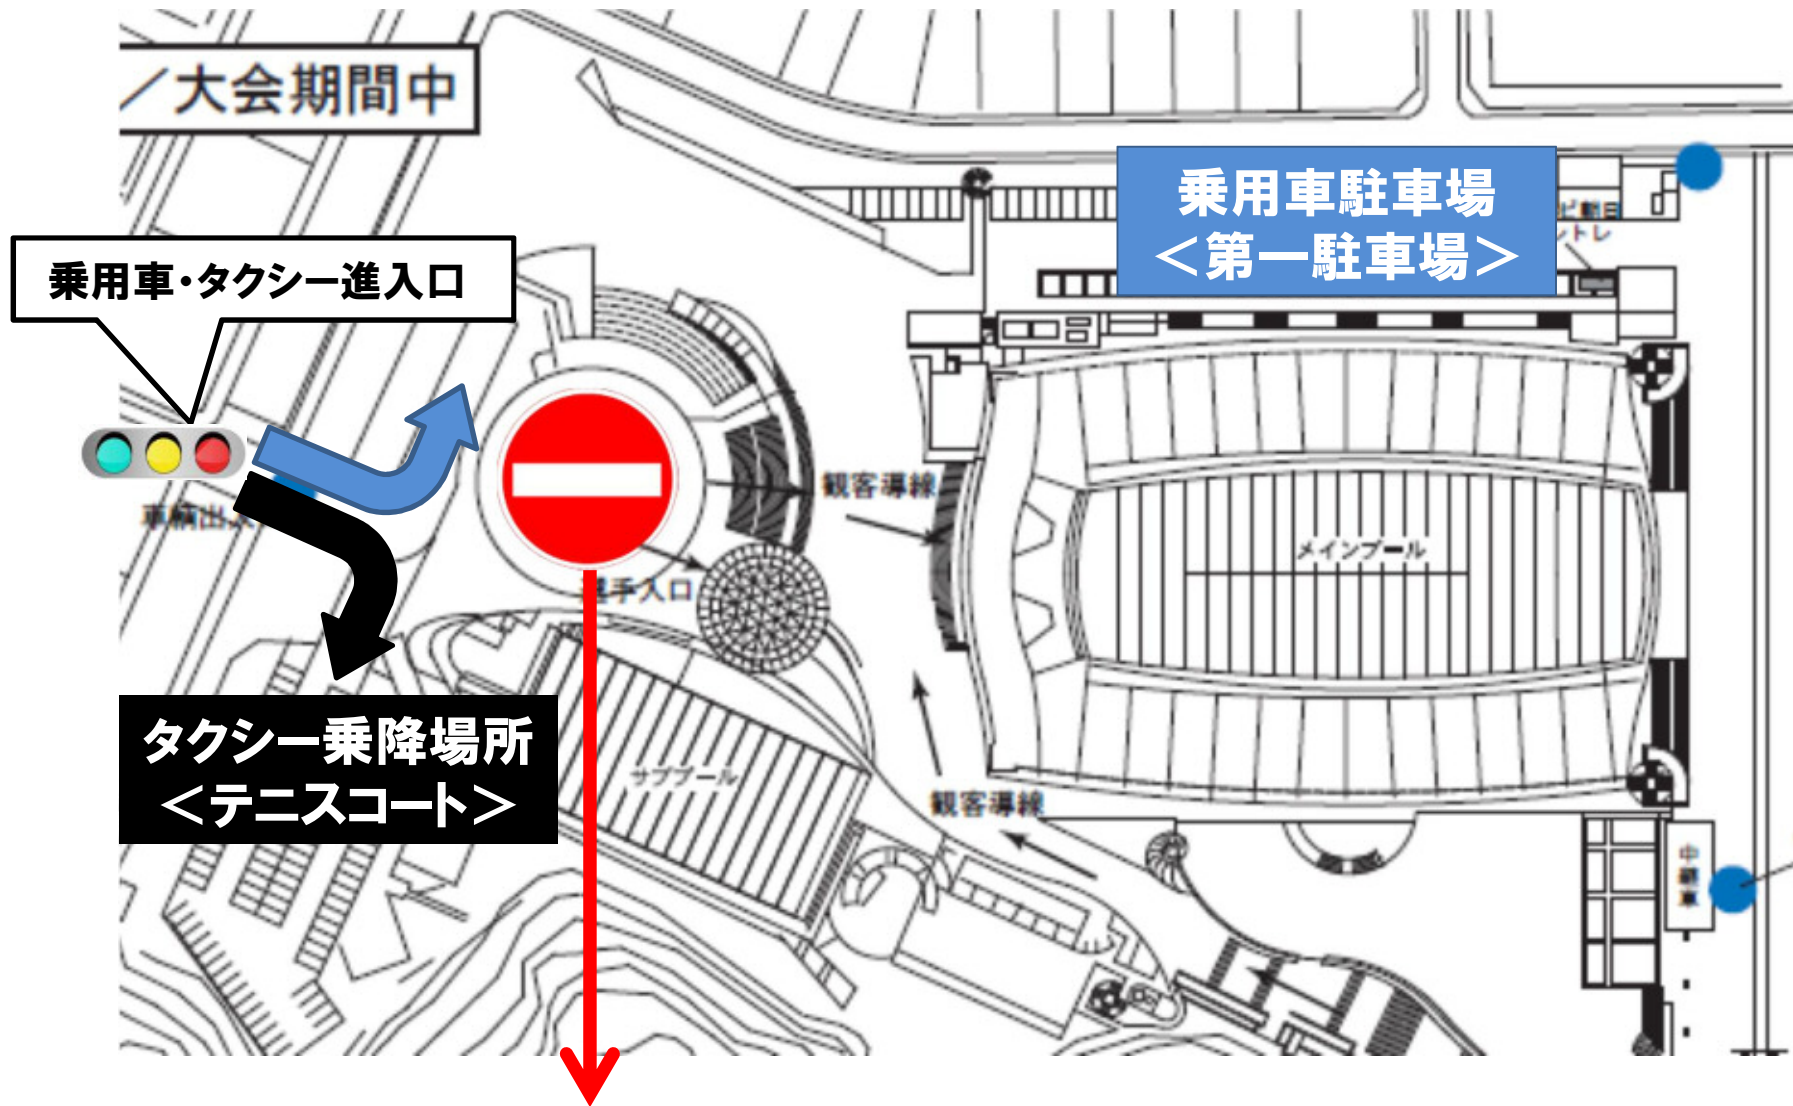 ／大会期間中
乗用車駐車場
＜第一駐車場＞
乗用車・タクシー進入口
観客導線
メインプール
選手入口
タクシー乗降場所
＜テニスコート＞
サブプール
観客導線